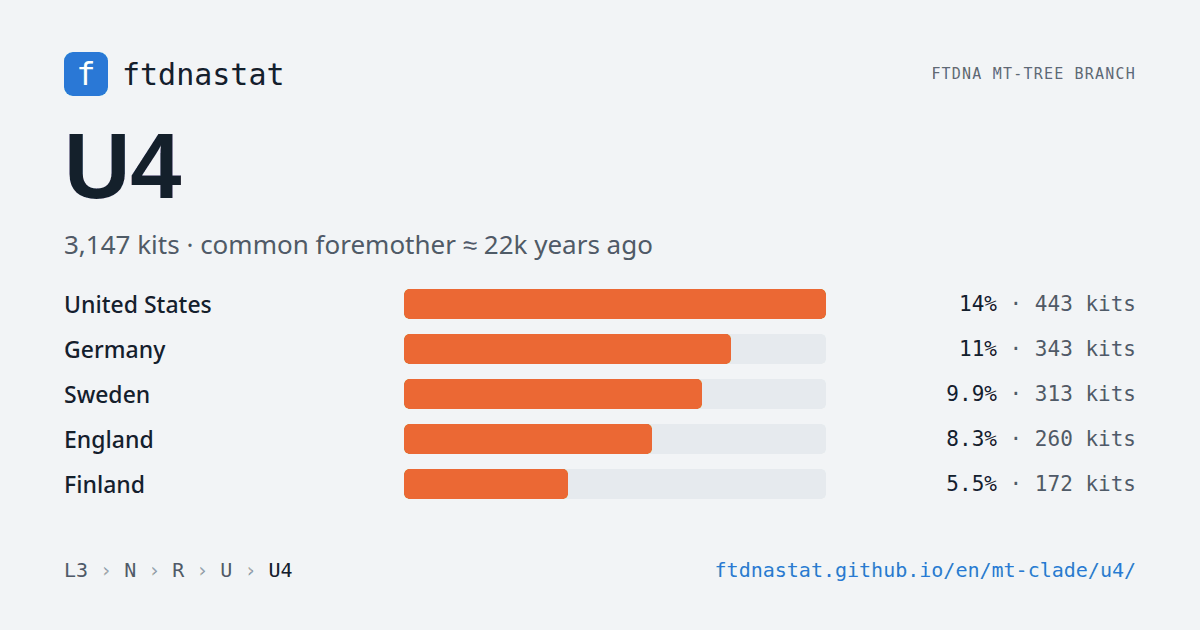 f ftdnastat
FTDNA MT-TREE BRANCH
U4
3,147 kits · common foremother ≈ 22k years ago
United States 14% · 443 kits
Germany 11% · 343 kits
Sweden 9.9% · 313 kits
England 8.3% · 260 kits
Finland 5.5% · 172 kits
L3 › N › R › U › U4
ftdnastat.github.io/en/mt-clade/u4/